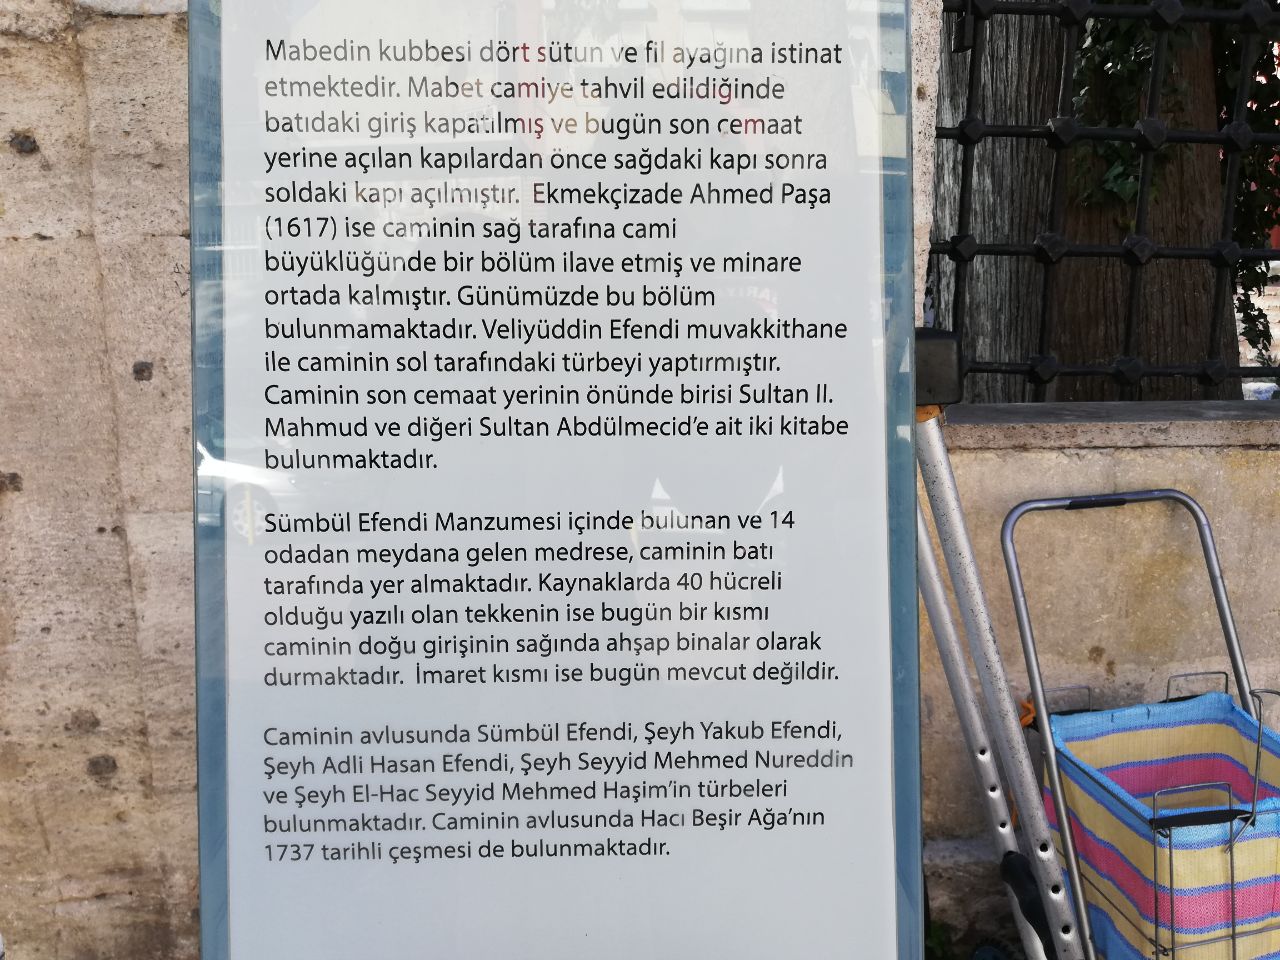 Mabedin kubbesi dört sütun ve fil ayağına istinat
etmektedir. Mabet camiye tahvil edildiğinde
batıdaki giriş kapatılmış ve bugün son cemaat
yerine açılan kapılardan önce sağdaki kapı sonra
soldaki kapı açılmıştır. Ekmekçizade Ahmed Paşa
(1617) ise caminin sağ tarafına cami
büyüklüğünde bir bölüm ilave etmiş ve minare
ortada kalmıştır. Günümüzde bu bölüm
bulunmamaktadır. Veliyüddin Efendi muvakkithane
ile caminin sol tarafındaki türbeyi yaptırmıştır.
Caminin son cemaat yerinin önünde birisi Sultan II.
Mahmud ve diğeri Sultan Abdülmecid'e ait iki kitabe
bulunmaktadır.
Sümbül Efendi Manzumesi içinde bulunan ve 14
odadan meydana gelen medrese, caminin batı
tarafında yer almaktadır. Kaynaklarda 40 hücreli
olduğu yazılı olan tekkenin ise bugün bir kısmı
caminin doğu girişinin sağında ahşap binalar olarak
durmaktadır. İmaret kısmı ise bugün mevcut değildir.
Caminin avlusunda Sümbül Efendi, Şeyh Yakub Efendi,
Şeyh Adli Hasan Efendi, Şeyh Seyyid Mehmed Nureddin
ve Şeyh El-Hac Seyyid Mehmed Haşim'in türbeleri
bulunmaktadır. Caminin avlusunda Hacı Beşir Ağa'nın
1737 tarihli çeşmesi de bulunmaktadır.